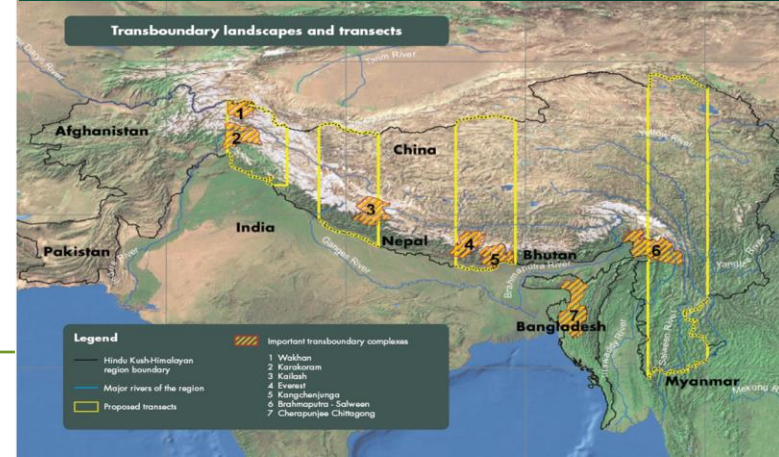 Transboundary landscapes and transects
Tarim River
Afghanistan
1
2
China
Yellow River
Pakistan
India
3
Nepal
Ganges River
4
5
Bhutan
Brahmaputra River
6
7
Bangladesh
Salween River
Myanmar
Mekong River
Legend
Hindu Kush-Himalayan
region boundary
Major rivers of the region
Proposed transects
Important transboundary complexes
1 Wakhan
2 Karakoram
3 Kailash
4 Everest
5 Kangchenjunga
6 Brahmaputra - Salween
7 Cherapunjee Chittagong